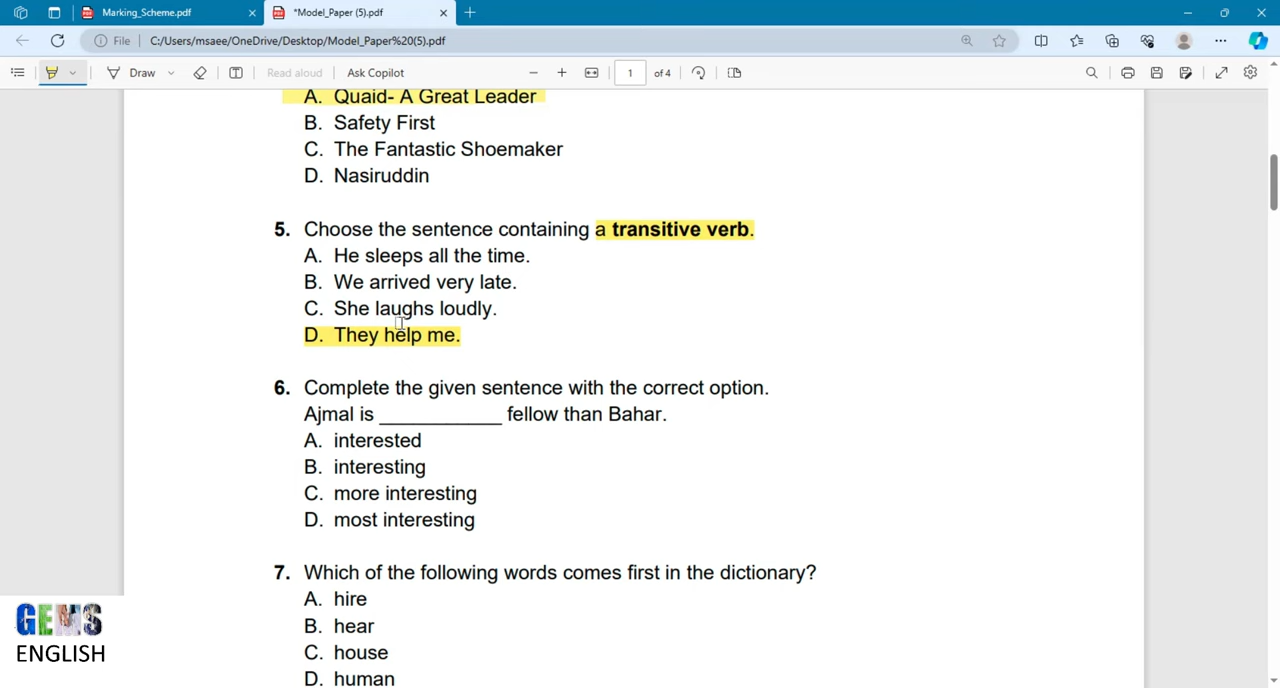 Marking_Scheme.pdf
*Model_Paper (5).pdf
File
C:/Users/msaee/OneDrive/Desktop/Model_Paper%20(5).pdf
Draw
Read aloud
Ask Copilot
1 of 4
A. Quaid- A Great Leader
B. Safety First
C. The Fantastic Shoemaker
D. Nasiruddin
5. Choose the sentence containing a transitive verb.
A. He sleeps all the time.
B. We arrived very late.
C. She laughs loudly.
D. They help me.
6. Complete the given sentence with the correct option.
Ajmal is ___________ fellow than Bahar.
A. interested
B. interesting
C. more interesting
D. most interesting
7. Which of the following words comes first in the dictionary?
A. hire
B. hear
C. house
D. human
GEMS
ENGLISH